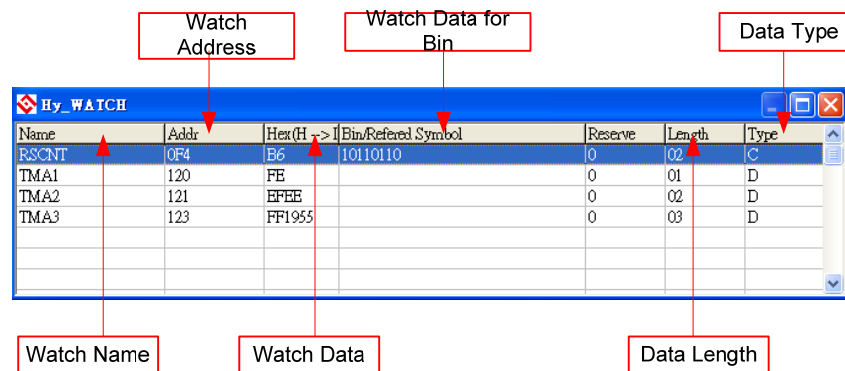 Watch Address
Watch Data for Bin
Data Type
Hy_WATCH
Name Addr Hex(H --> I Bin/Refered Symbol Reserve Length Type
RSCNT 0F4 B6 10110110 0 02 C
TMA1 120 FE 0 01 D
TMA2 121 EFEE 0 02 D
TMA3 123 FF1955 0 03 D
Watch Name
Watch Data
Data Length